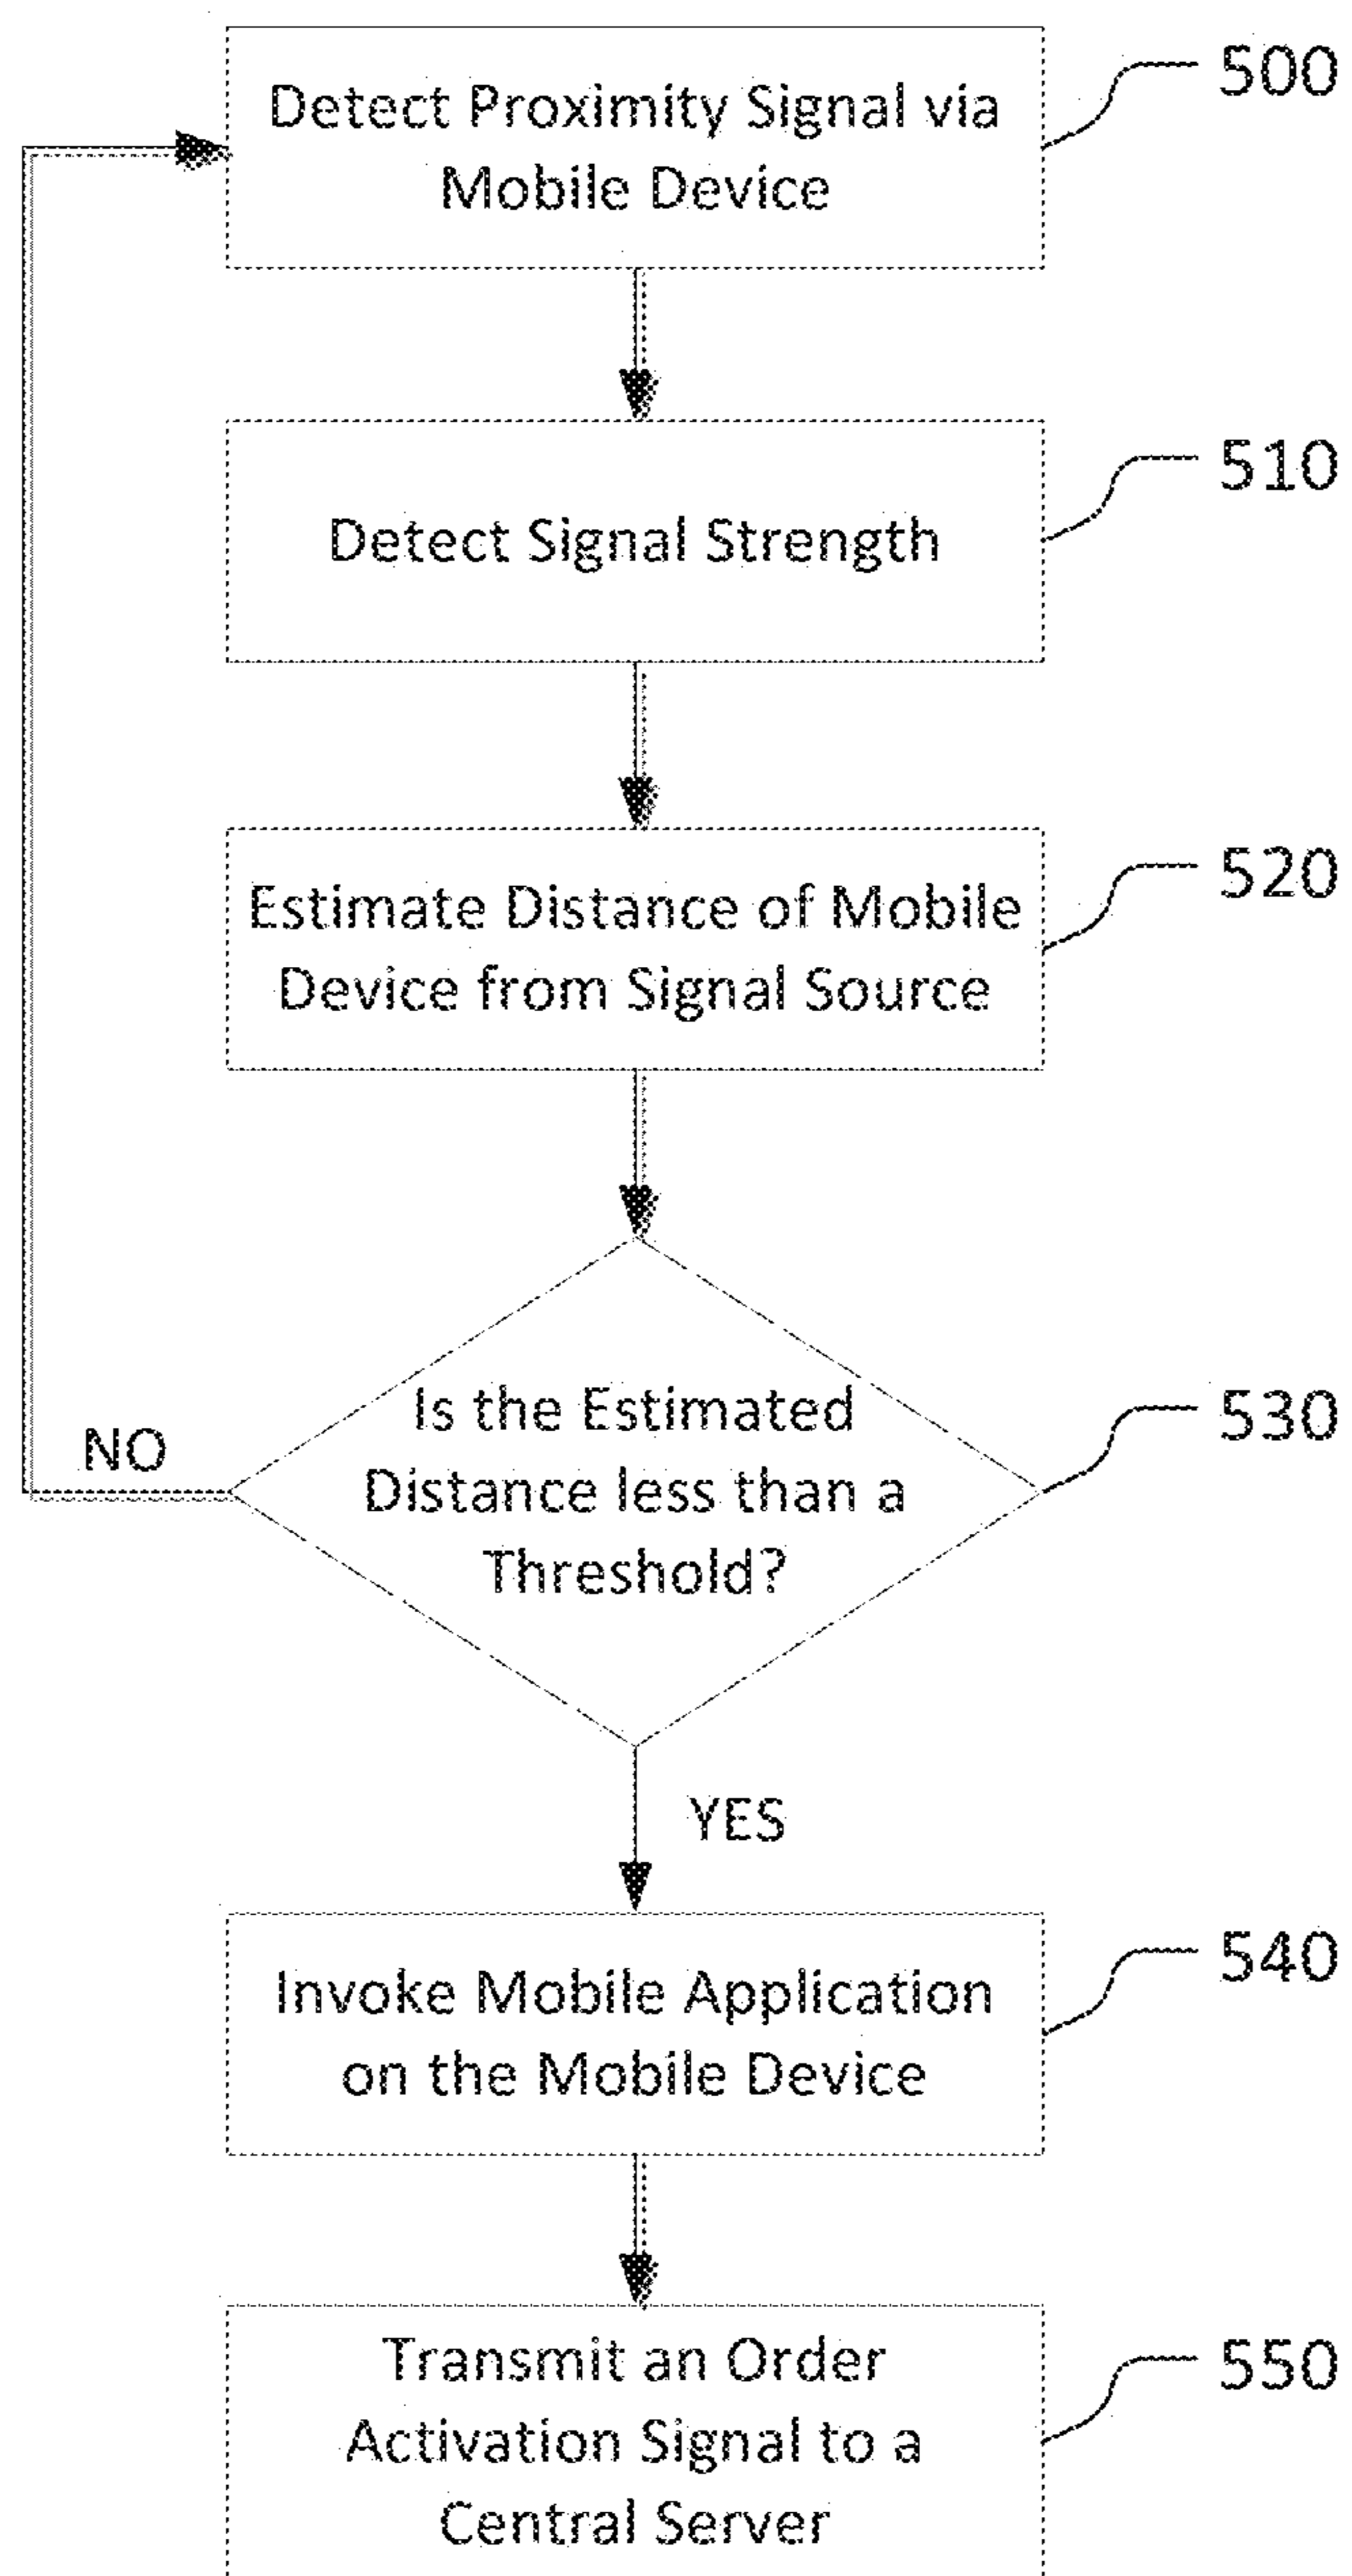 Detect Proximity Signal via
Mobile Device
500
Detect Signal Strength
510
Estimate Distance of Mobile
Device from Signal Source
520
Is the Estimated
Distance less than a
Threshold?
530
NO
YES
Invoke Mobile Application
on the Mobile Device
540
Transmit an Order
Activation Signal to a
Central Server
550